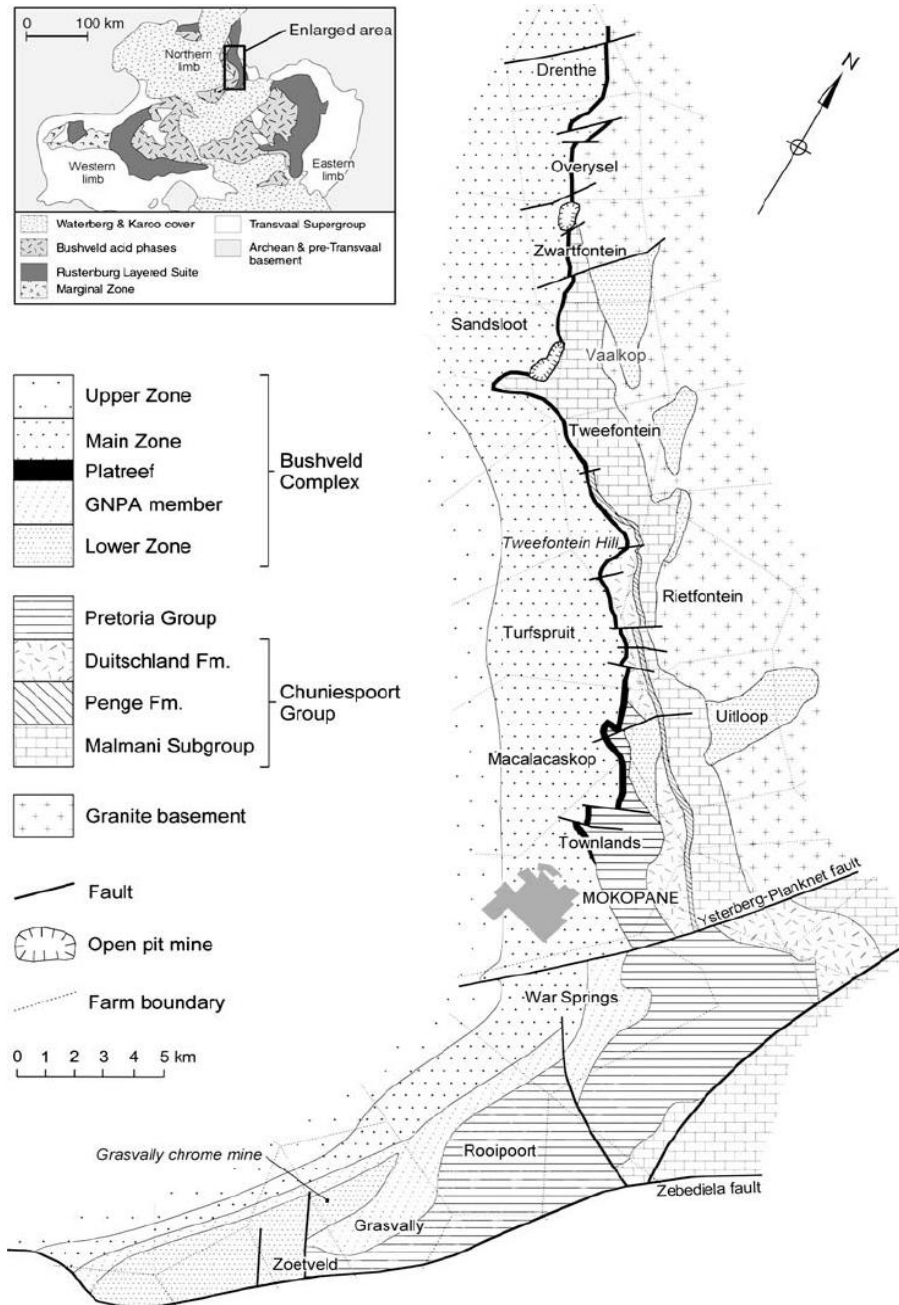 0 100 km
Enlarged area
Northern
limb
Western
limb
Eastern
limb
Waterberg & Karoo cover
Transvaal Supergroup
Bushveld acid phases
Archean & pre-Transvaal
basement
Rustenburg Layered Suite
Marginal Zone
N
Drenthe
Overysel
Zwartfontein
Sandsloot
Vaalkop
Tweefontein
Tweefontein Hill
Rietfontein
Turfspruit
Uitloop
Macalacaskop
Townlands
MOKOPANE
Ysterberg-Planknet fault
War Springs
Rooipoort
Grasvally chrome mine
Zebediela fault
Grasvally
Zoetveld
Upper Zone
Main Zone
Platreef
GNPA member
Lower Zone
Bushveld
Complex
Pretoria Group
Duitschland Fm.
Penge Fm.
Malmani Subgroup
Chuniespoort
Group
Granite basement
Fault
Open pit mine
Farm boundary
0 1 2 3 4 5 km